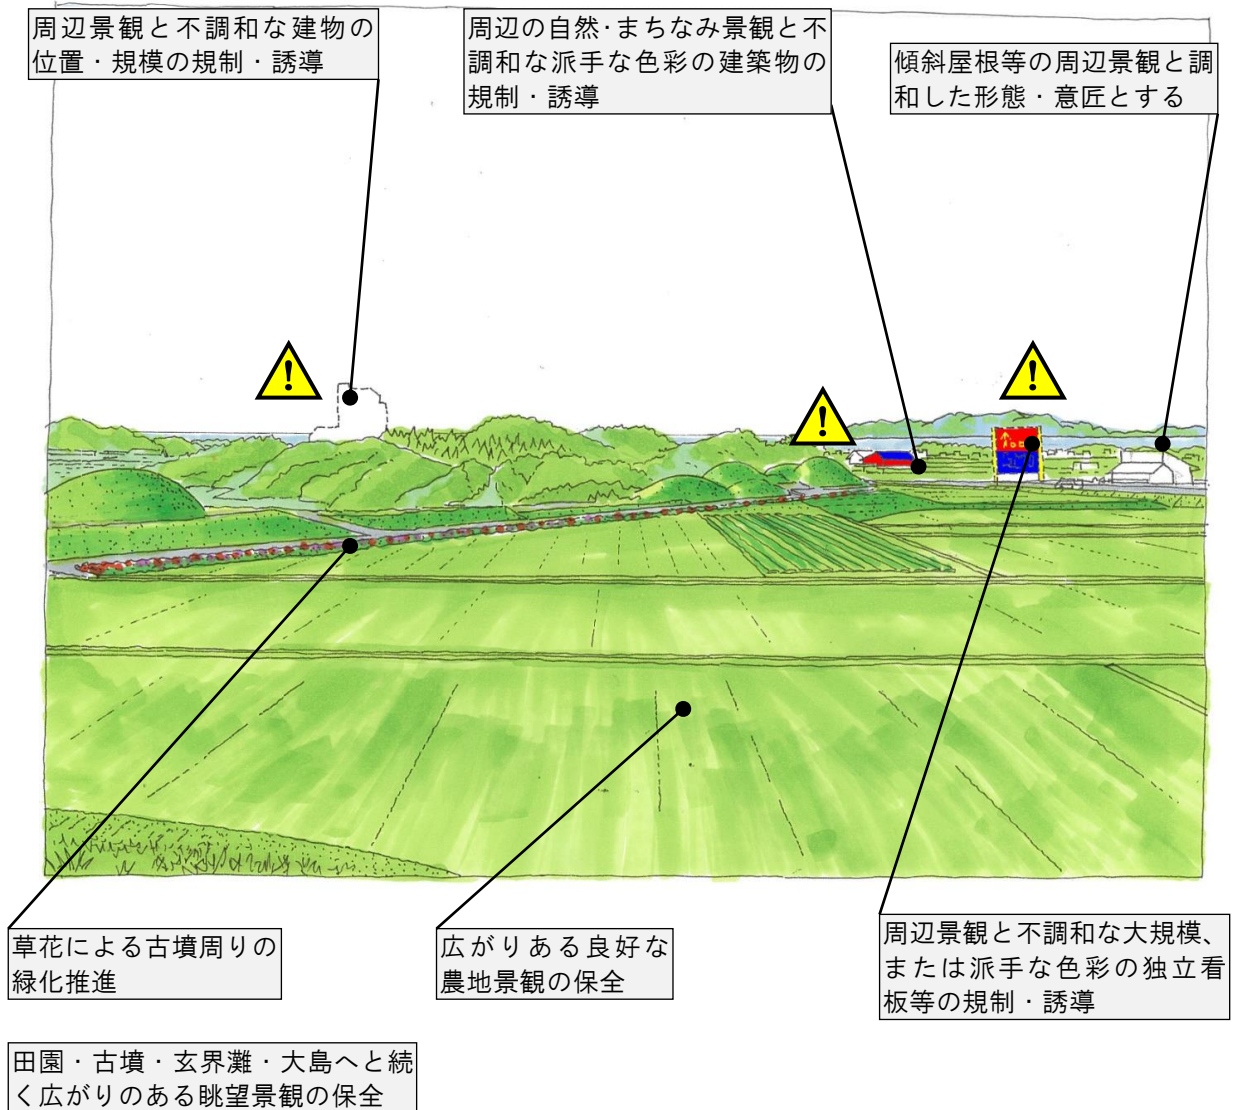 周辺景観と不調和な建物の
位置・規模の規制・誘導
周辺の自然･まちなみ景観と不
調和な派手な色彩の建築物の
規制・誘導
傾斜屋根等の周辺景観と調
和した形態・意匠とする
草花による古墳周りの
緑化推進
広がりある良好な
農地景観の保全
周辺景観と不調和な大規模、
または派手な色彩の独立看
板等の規制・誘導
田園・古墳・玄界灘・大島へと続
く広がりのある眺望景観の保全